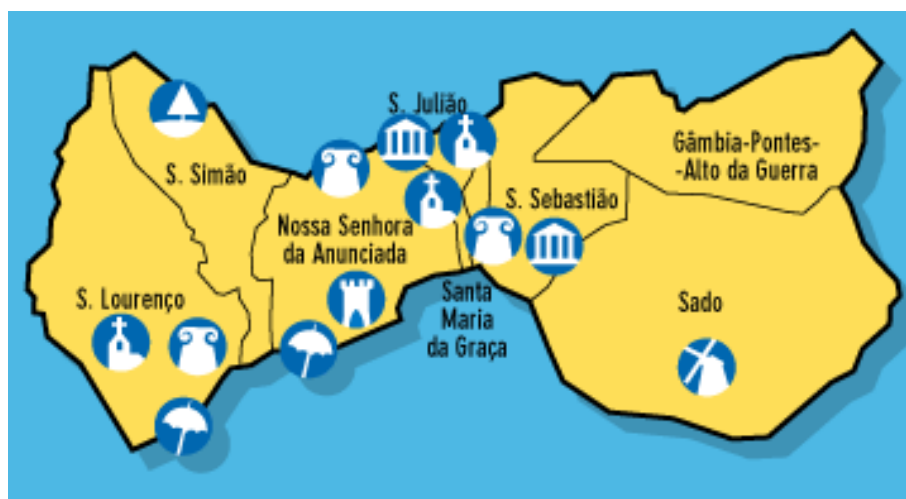 S. Julião
S. Simão
Gâmbia-Pontes-
-Alto da Guerra
S. Sebastião
Nossa Senhora
da Anunciada
S. Lourenço
Santa
Maria
da Graça
Sado